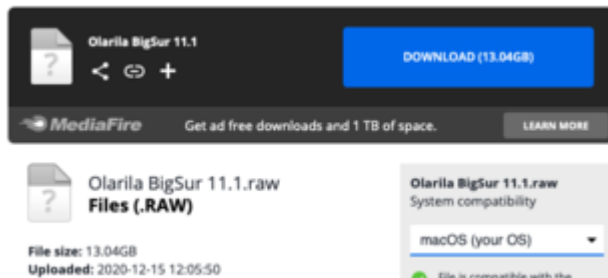 Olarila BigSur 11.1
DOWNLOAD (13.04GB)
MediaFire
Get ad free downloads and 1 TB of space.
LEARN MORE
Olarila BigSur 11.1.raw
Files (.RAW)
File size: 13.04GB
Uploaded: 2020-12-15 12:05:50
Olarila BigSur 11.1.raw
System compatibility
macOS (your OS)
File is compatible with the